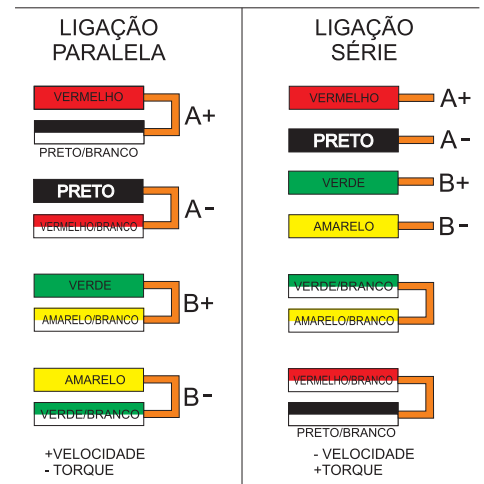 LIGAÇÃO
PARALELA
VERMELHO
A+
PRETO/BRANCO
PRETO
A-
VERMELHO/BRANCO
VERDE
B+
AMARELO/BRANCO
AMARELO
B-
VERDE/BRANCO
+VELOCIDADE
- TORQUE
LIGAÇÃO
SÉRIE
VERMELHO A+
PRETO A-
VERDE B+
AMARELO B-
VERDE/BRANCO
AMARELO/BRANCO
VERMELHO/BRANCO
PRETO/BRANCO
- VELOCIDADE
+TORQUE